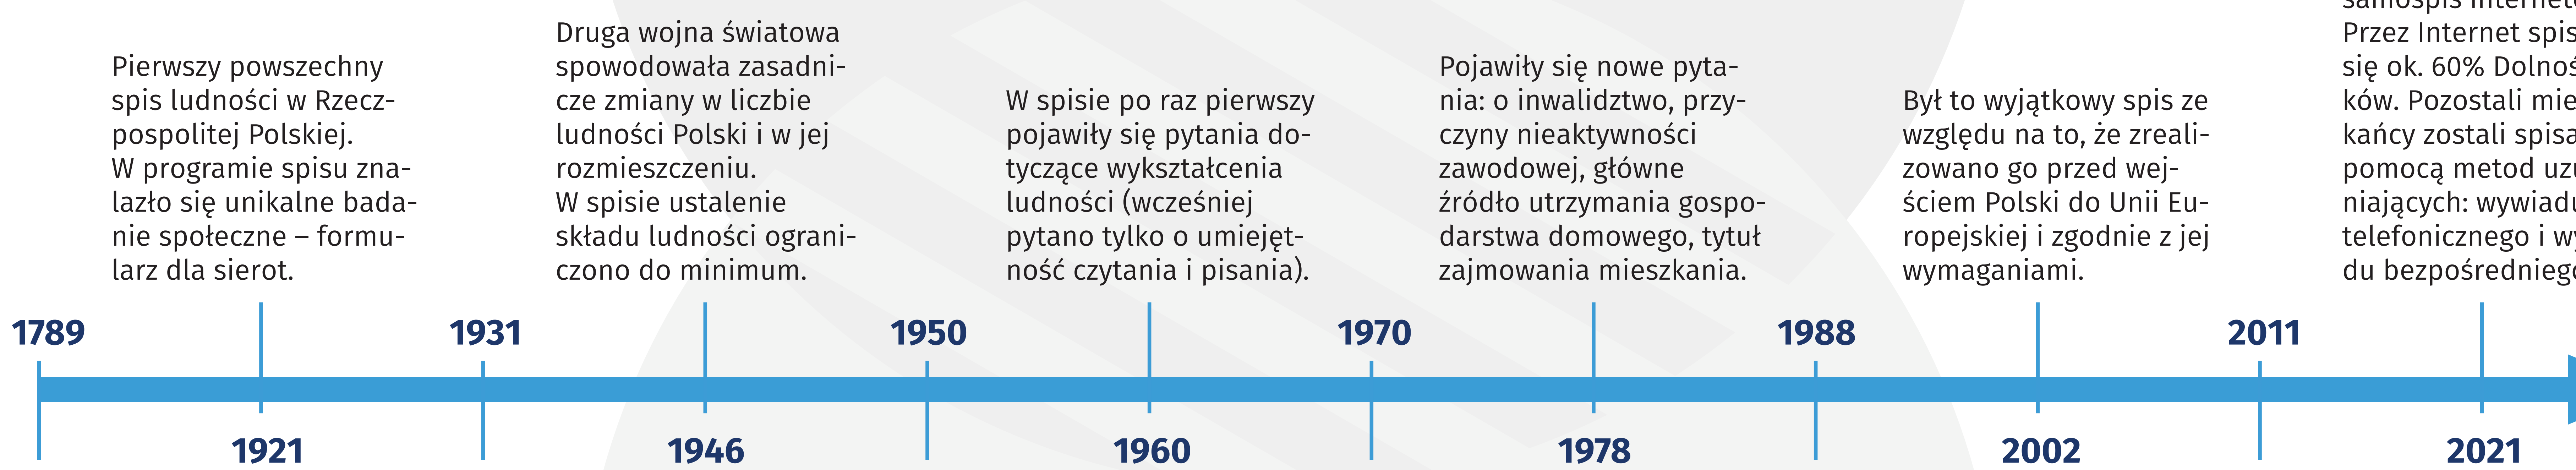 Pierwszy powszechny
spis ludności w Rzecz-
pospolitej Polskiej.
W programie spisu zna-
lazło się unikalne bada-
nie społeczne – formu-
larz dla sierot.
Druga wojna światowa
spowodowała zasadni-
cze zmiany w liczbie
ludności Polski i w jej
rozmieszczeniu.
W spisie ustalenie
składu ludności ograni-
czono do minimum.
W spisie po raz pierwszy
pojawiły się pytania do-
tyczące wykształcenia
ludności (wcześniej
pytano tylko o umiejęt-
ność czytania i pisania).
Pojawiły się nowe pyta-
nia: o inwalidztwo, przy-
czyny nieaktywności
zawodowej, główne
źródło utrzymania gospo-
darstwa domowego, tytuł
zajmowania mieszkania.
Był to wyjątkowy spis ze
względu na to, że zreali-
zowano go przed wej-
ściem Polski do Unii Eu-
ropejskiej i zgodnie z jej
wymaganiami.
Przez Internet spis
się ok. 60% Dolnoś
ków. Pozostali mie
kańcy zostali spisa
pomocą metod uzu
niających: wywiadu
telefonicznego i wy
du bezpośredniego
1789
1931
1950
1970
1988
2011
1921
1946
1960
1978
2002
2021